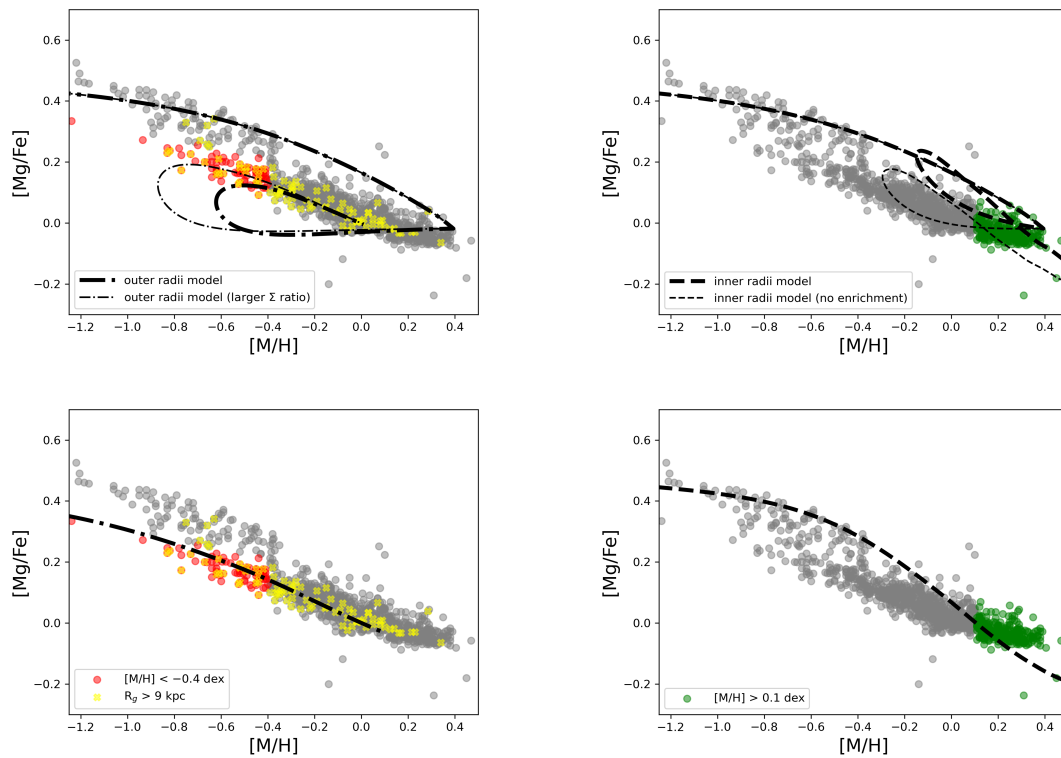 0.6
0.4
0.2
0.0
−0.2
[Mg/Fe]
outer radii model
outer radii model (larger Σ ratio)
−1.2 −1.0 −0.8 −0.6 −0.4 −0.2 0.0 0.2 0.4
[M/H]
0.6
0.4
0.2
0.0
−0.2
[Mg/Fe]
inner radii model
inner radii model (no enrichment)
−1.2 −1.0 −0.8 −0.6 −0.4 −0.2 0.0 0.2 0.4
[M/H]
0.6
0.4
0.2
0.0
−0.2
[Mg/Fe]
[M/H] < −0.4 dex
R_g > 9 kpc
−1.2 −1.0 −0.8 −0.6 −0.4 −0.2 0.0 0.2 0.4
[M/H]
0.6
0.4
0.2
0.0
−0.2
[Mg/Fe]
[M/H] > 0.1 dex
−1.2 −1.0 −0.8 −0.6 −0.4 −0.2 0.0 0.2 0.4
[M/H]